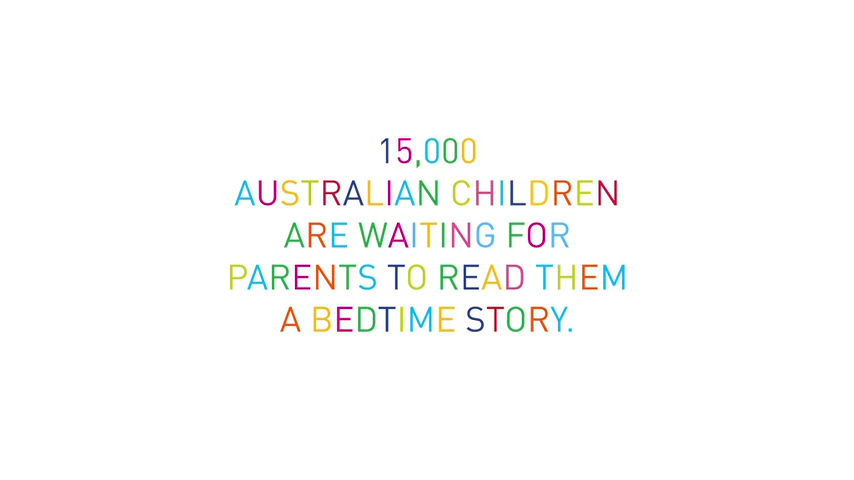 15,000
AUSTRALIAN CHILDREN
ARE WAITING FOR
PARENTS TO READ THEM
A BEDTIME STORY.